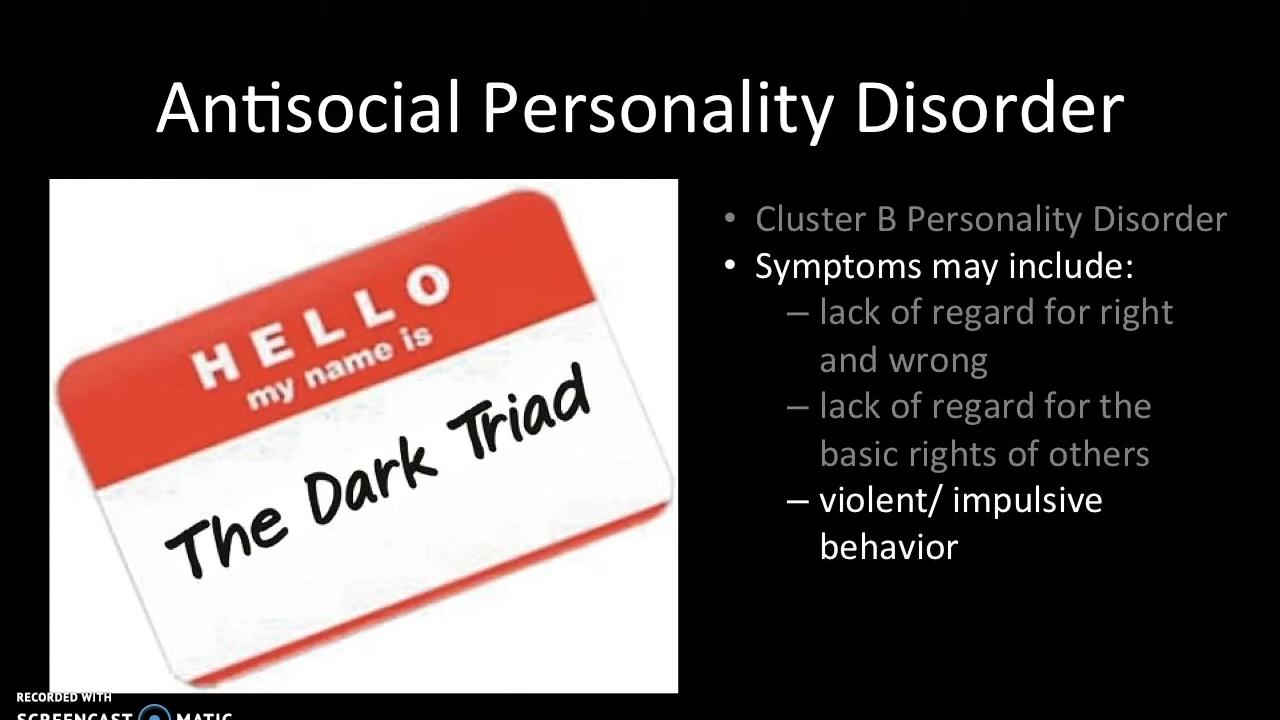 Antisocial Personality Disorder
HELLO
my name is
The Dark Triad
• Cluster B Personality Disorder
• Symptoms may include:
– lack of regard for right
and wrong
– lack of regard for the
basic rights of others
– violent/ impulsive
behavior
RECORDED WITH
SCREENCAST MATIC